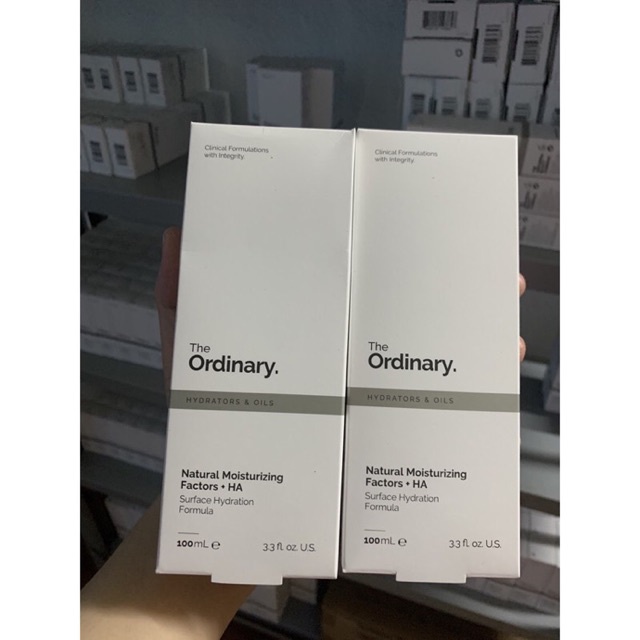 Clinical Formulations
with Integrity.
The
Ordinary.
HYDRATORS & OILS
Natural Moisturizing
Factors + HA
Surface Hydration
Formula
100mL ℮
3.3 fl. oz. U.S.
Clinical Formulations
with Integrity
The
Ordinary.
HYDRATORS & OILS
Natural Moisturizing
Factors + HA
Surface Hydration
Formula
100mL ℮
3.3 fl. oz. U.S.